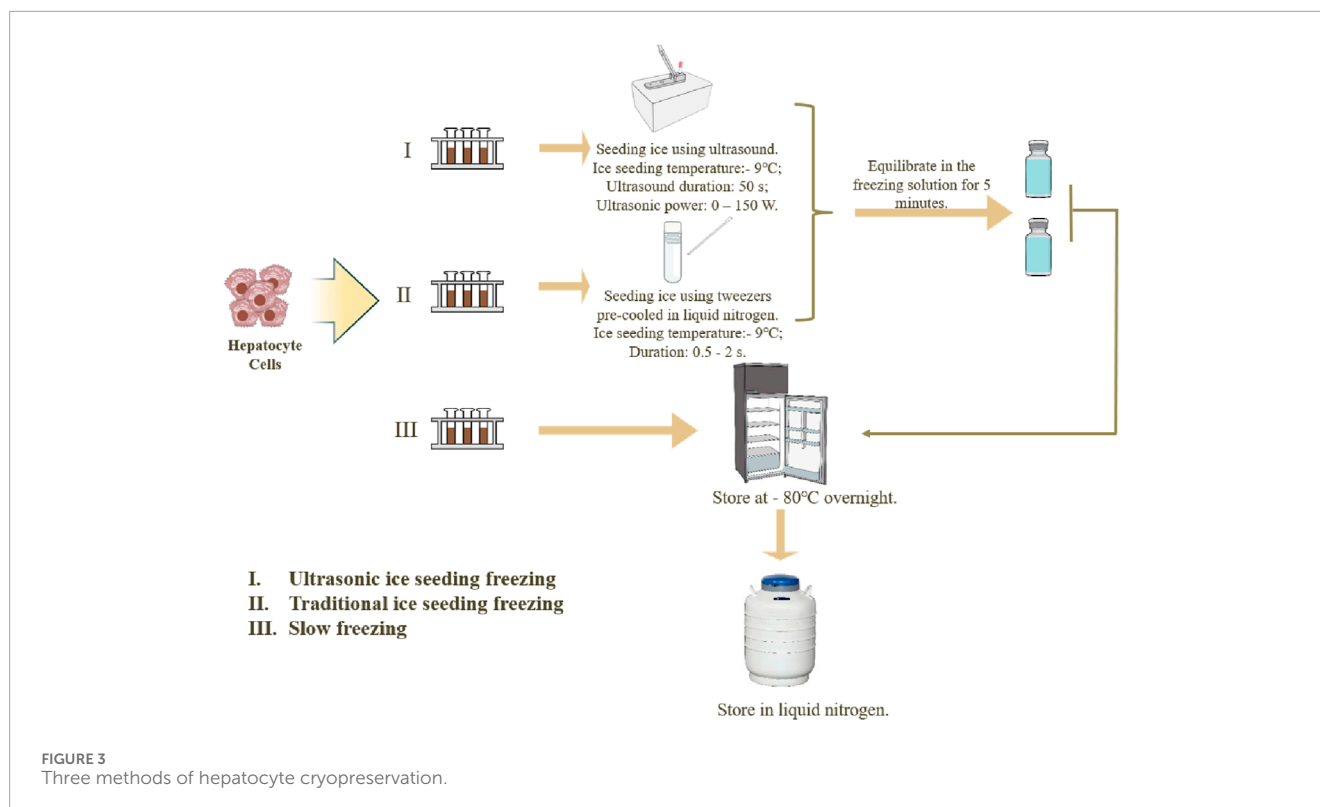 I
Seeding ice using ultrasound.
Ice seeding temperature:- 9℃;
Ultrasound duration: 50 s;
Ultrasonic power: 0 – 150 W.
Equilibrate in the
freezing solution for 5
minutes.
Hepatocyte
Cells
II
Seeding ice using tweezers
pre-cooled in liquid nitrogen.
Ice seeding temperature:- 9℃;
Duration: 0.5 - 2 s.
III
Store at - 80℃ overnight.
I. Ultrasonic ice seeding freezing
II. Traditional ice seeding freezing
III. Slow freezing
Store in liquid nitrogen.
FIGURE 3
Three methods of hepatocyte cryopreservation.